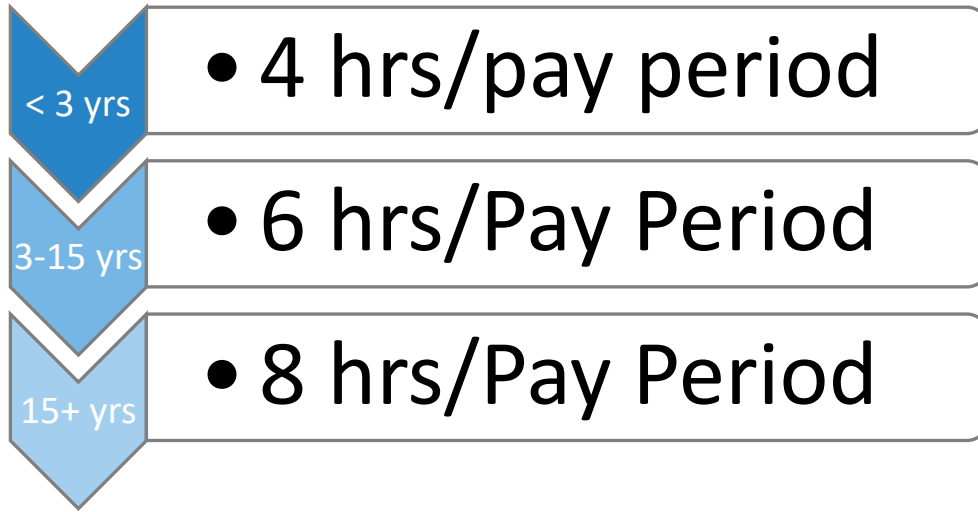 < 3 yrs
• 4 hrs/pay period
3-15 yrs
• 6 hrs/Pay Period
15+ yrs
• 8 hrs/Pay Period